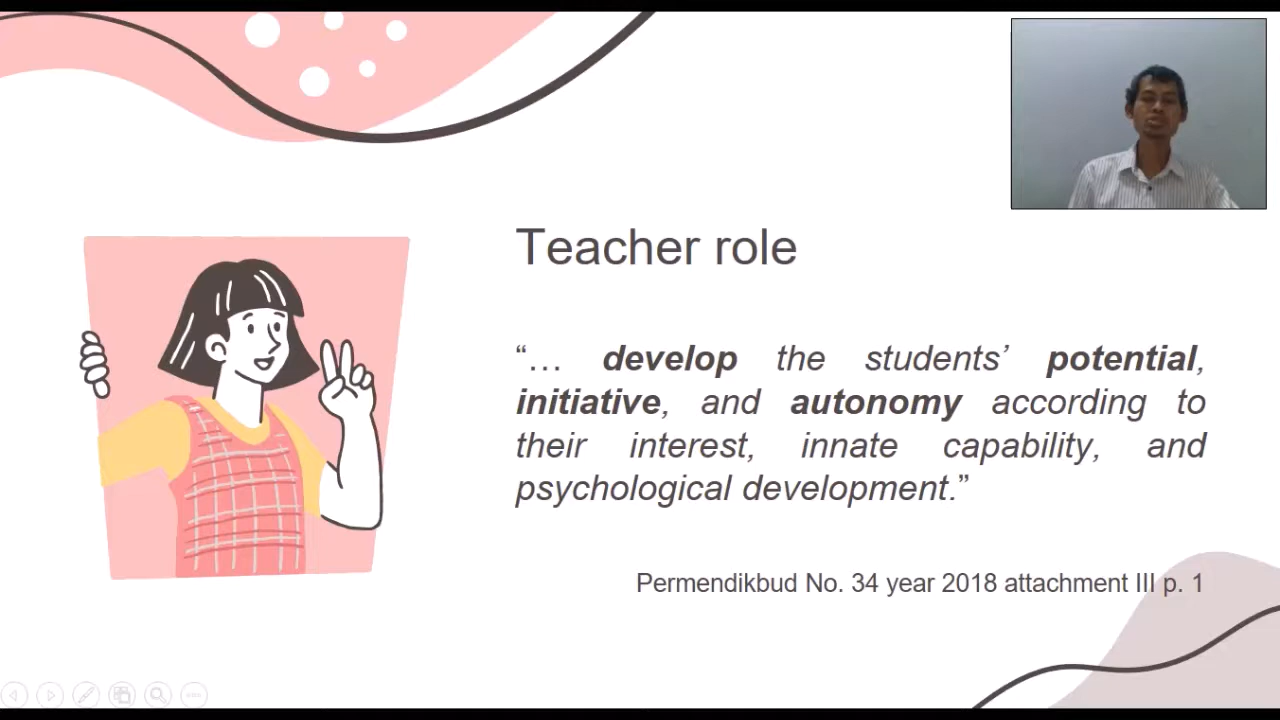 Teacher role
“… develop the students’ potential,
initiative, and autonomy according to
their interest, innate capability, and
psychological development.”
Permendikbud No. 34 year 2018 attachment III p. 1